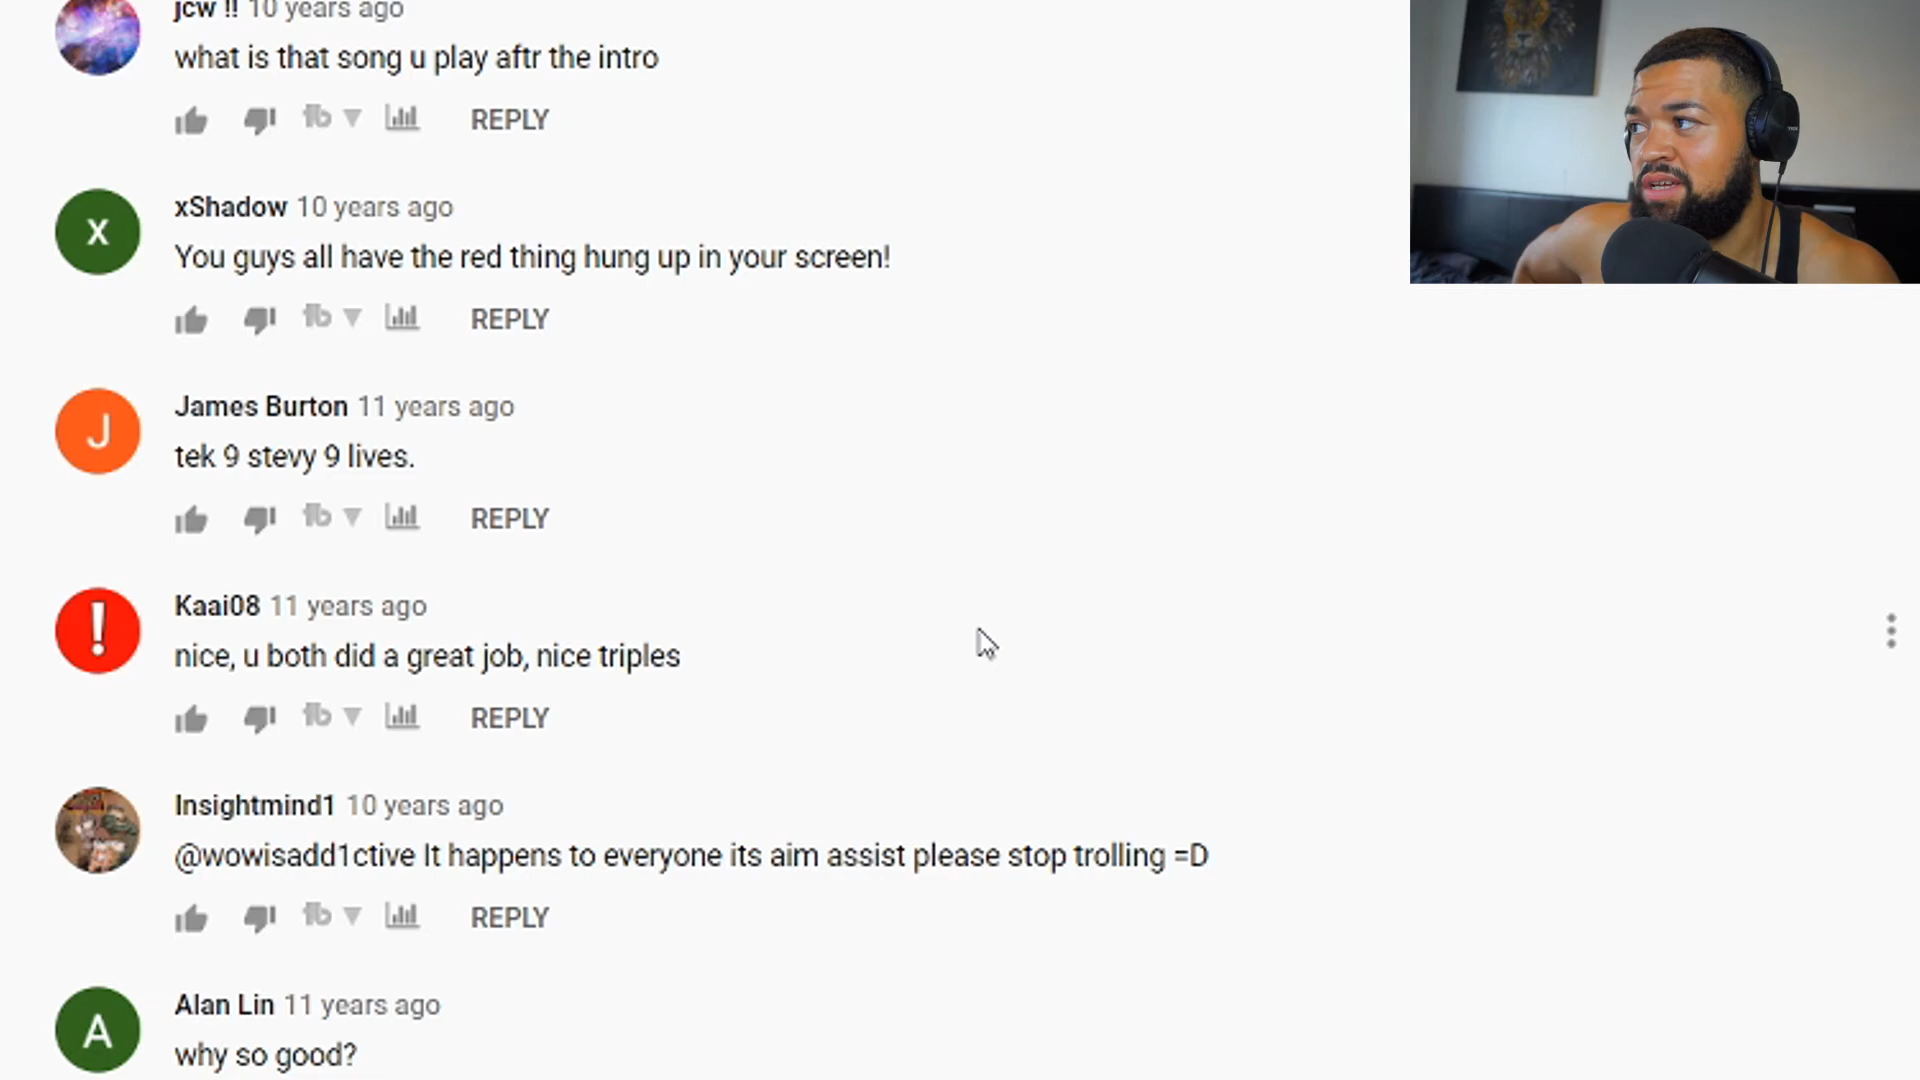 jcw !! 10 years ago
what is that song u play aftr the intro
REPLY
X
xShadow 10 years ago
You guys all have the red thing hung up in your screen!
REPLY
J
James Burton 11 years ago
tek 9 stevy 9 lives.
REPLY
!
Kaai08 11 years ago
nice, u both did a great job, nice triples
REPLY
Insightmind1 10 years ago
@wowisadd1ctive It happens to everyone its aim assist please stop trolling =D
REPLY
A
Alan Lin 11 years ago
why so good?